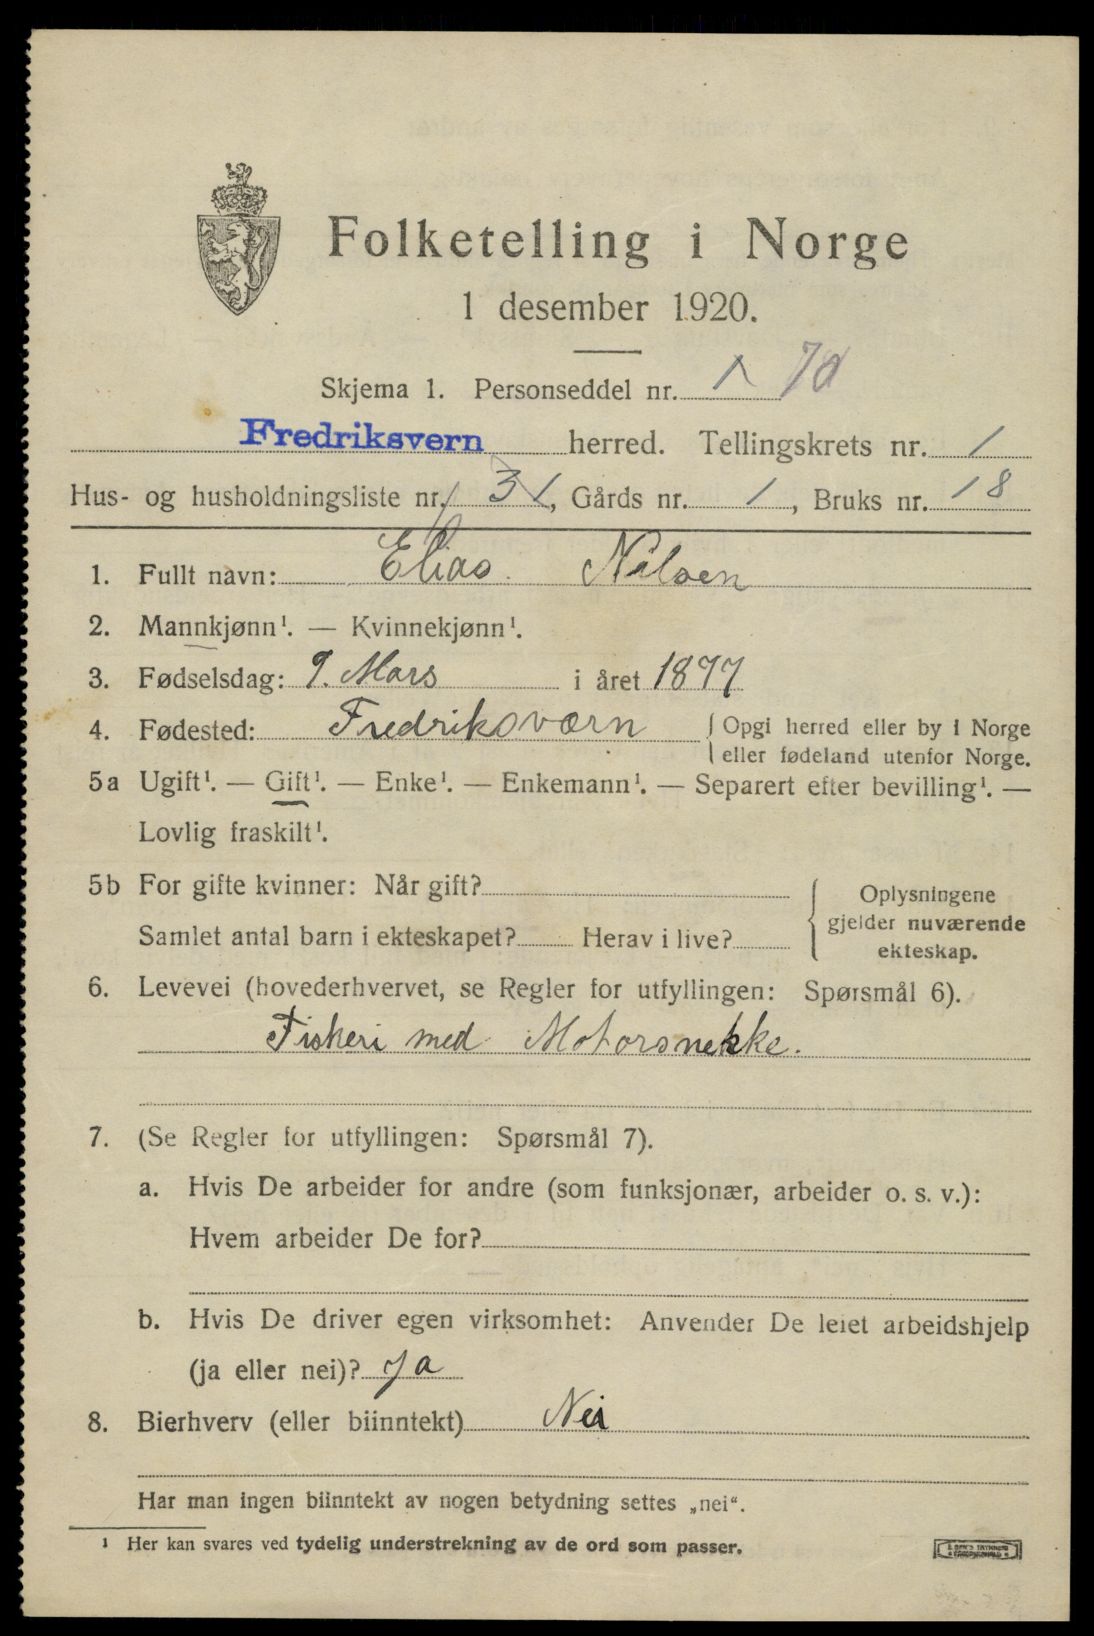 Folketelling i Norge
1 desember 1920.
Skjema 1. Personseddel nr. 1 70
Fredriksvern herred. Tellingskrets nr. 1
Hus- og husholdningsliste nr. 31, Gårds nr. 1, Bruks nr. 18
1. Fullt navn: Elias Nilsen
2. Mannkjønn¹. — Kvinnekjønn¹.
3. Fødselsdag: 9. Mars i året 1877
4. Fødested: Fredriksværn Opgi herred eller by i Norge
eller fødeland utenfor Norge.
5a Ugift¹. — Gift¹. — Enke¹. — Enkemann¹. — Separert efter bevilling¹. —
Lovlig fraskilt¹.
5b For gifte kvinner: Når gift?
Samlet antal barn i ekteskapet? Herav i live?
Oplysningene
gjelder nuværende
ekteskap.
6. Levevei (hovederhvervet, se Regler for utfyllingen: Spørsmål 6).
Fiskeri med Motorsnekke.
7. (Se Regler for utfyllingen: Spørsmål 7).
a. Hvis De arbeider for andre (som funksjonær, arbeider o. s. v.):
Hvem arbeider De for?
b. Hvis De driver egen virksomhet: Anvender De leiet arbeidshjelp
(ja eller nei)? Ja
8. Bierhverv (eller biinntekt) Nei
Har man ingen biinntekt av nogen betydning settes „nei“.
¹ Her kan svares ved tydelig understrekning av de ord som passer.